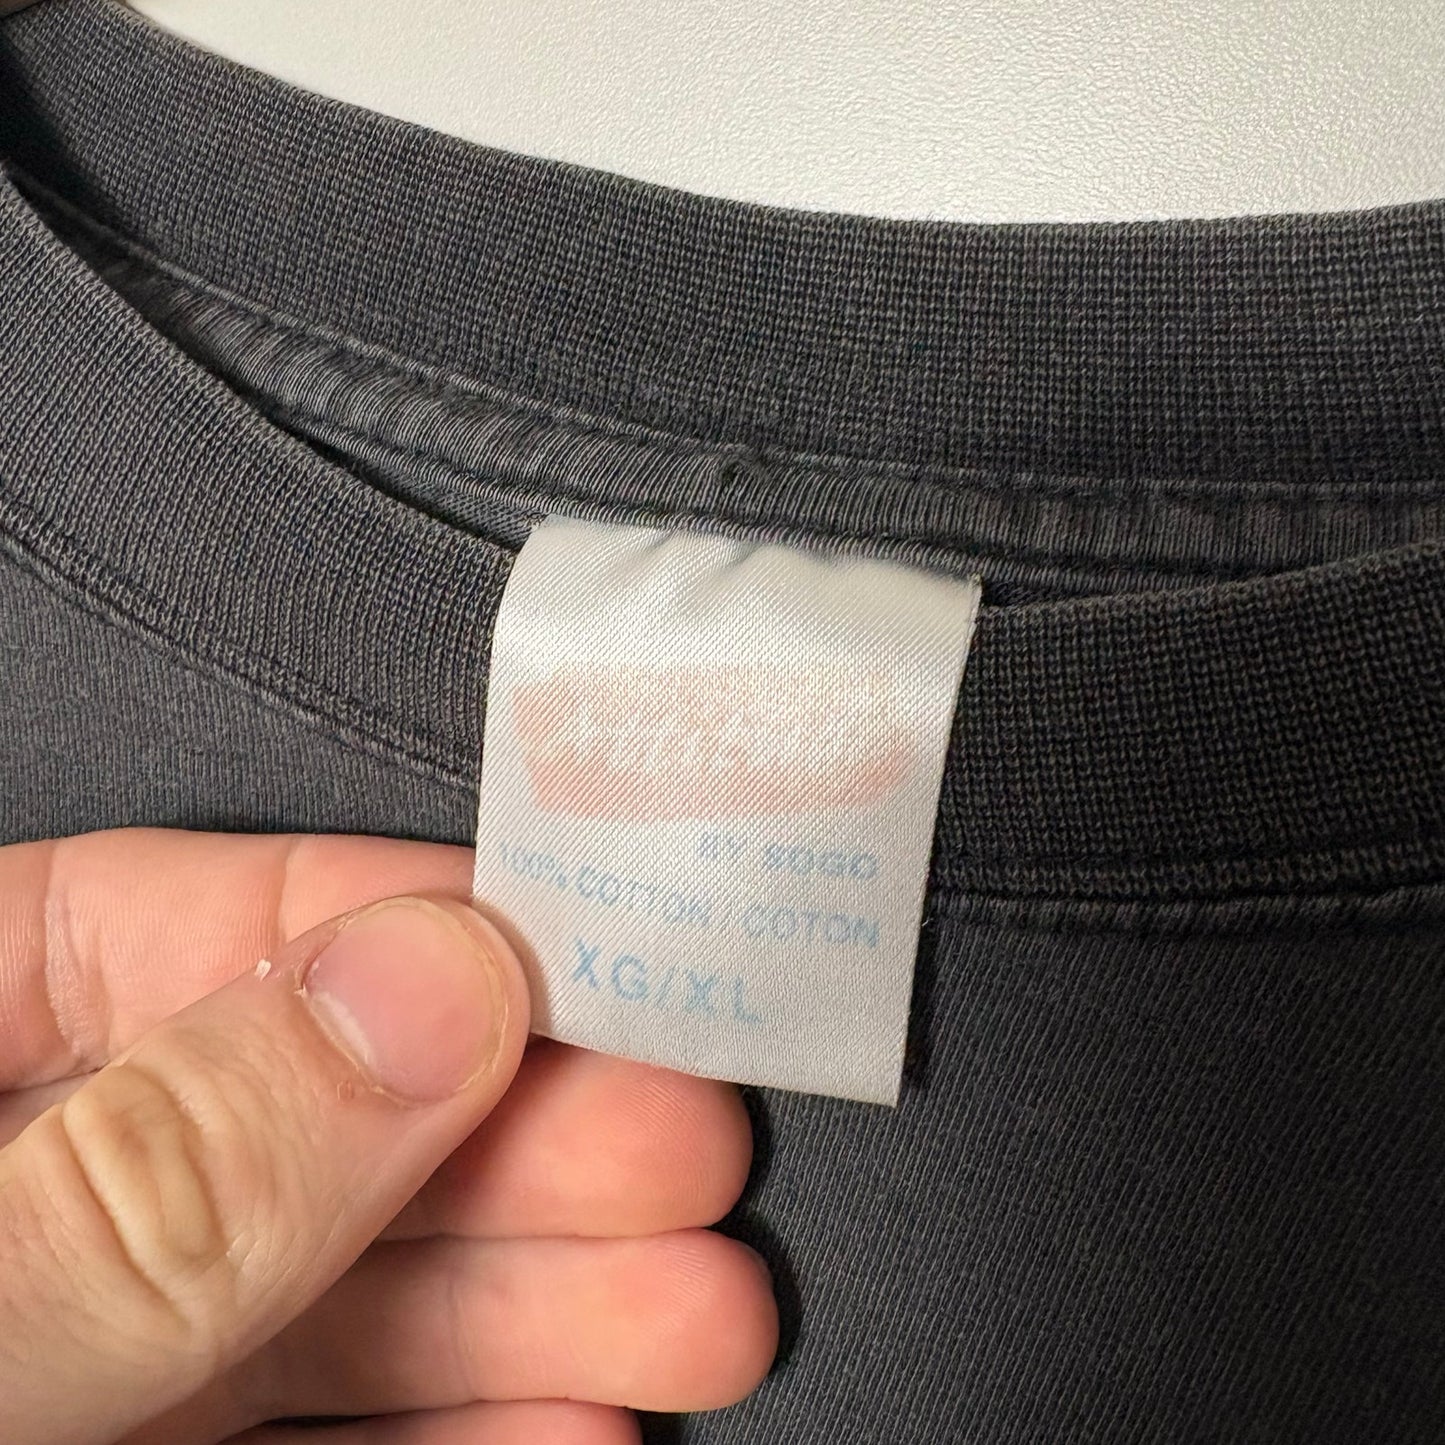 BY SOGO
100% COTTON / COTON
XG/XL